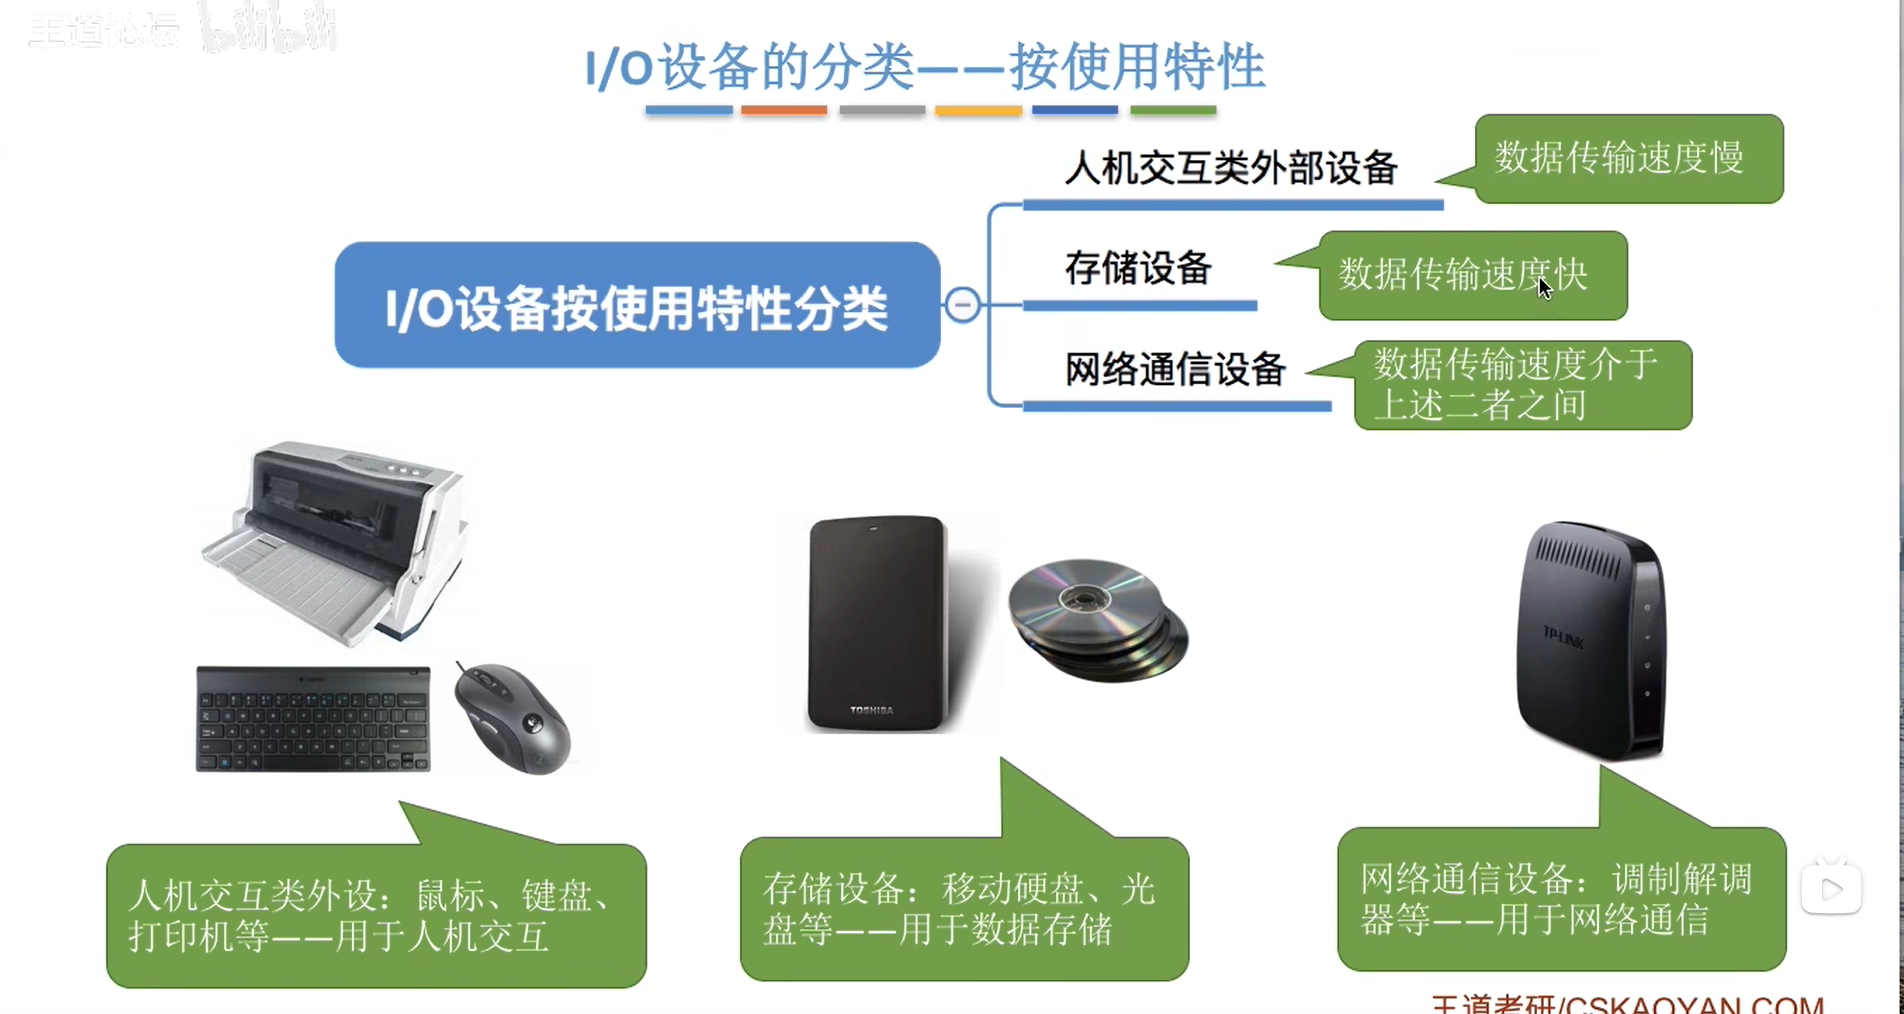 王道论坛 bilibili
I/O设备的分类——按使用特性
人机交互类外部设备
数据传输速度慢
存储设备
数据传输速度快
I/O设备按使用特性分类
网络通信设备
数据传输速度介于
上述二者之间
TOSHIBA
TP-LINK
人机交互类外设：鼠标、键盘、
打印机等——用于人机交互
存储设备：移动硬盘、光
盘等——用于数据存储
网络通信设备：调制解调
器等——用于网络通信
王道考研/CSKAOYAN.COM